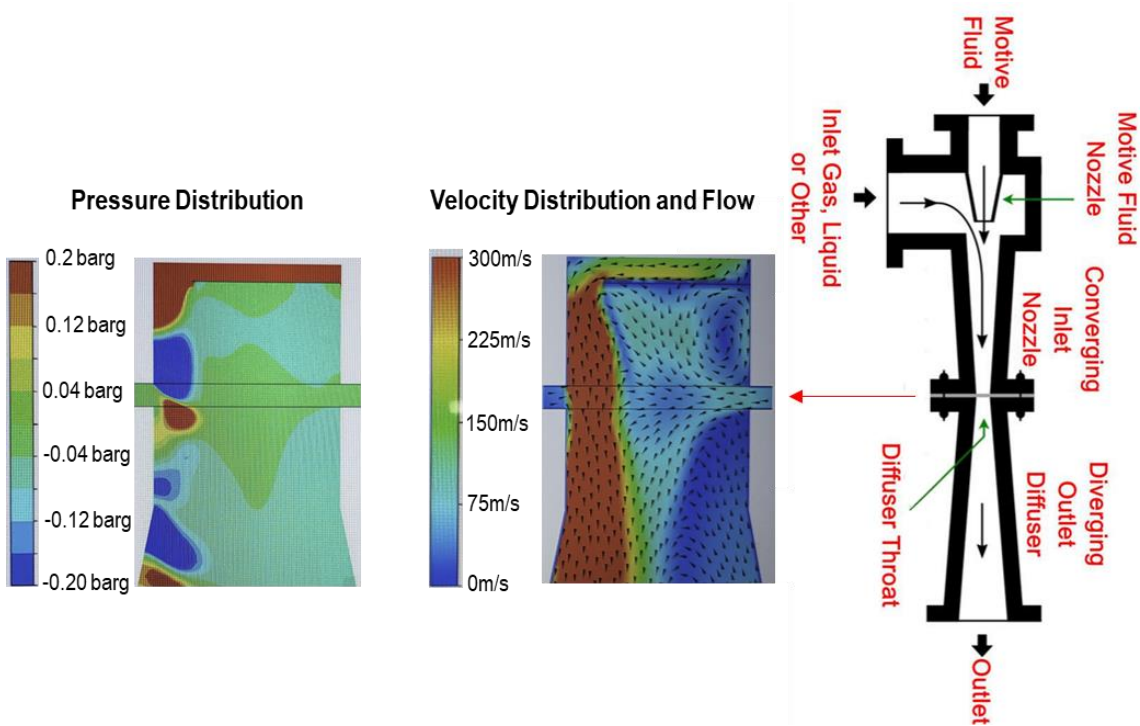 Pressure Distribution
0.2 barg
0.12 barg
0.04 barg
-0.04 barg
-0.12 barg
-0.20 barg
Velocity Distribution and Flow
300m/s
225m/s
150m/s
75m/s
0m/s
Motive
Fluid
Inlet Gas, Liquid
or Other
Motive Fluid
Nozzle
Converging
Inlet
Nozzle
Diffuser Throat
Diverging
Outlet
Diffuser
Outlet